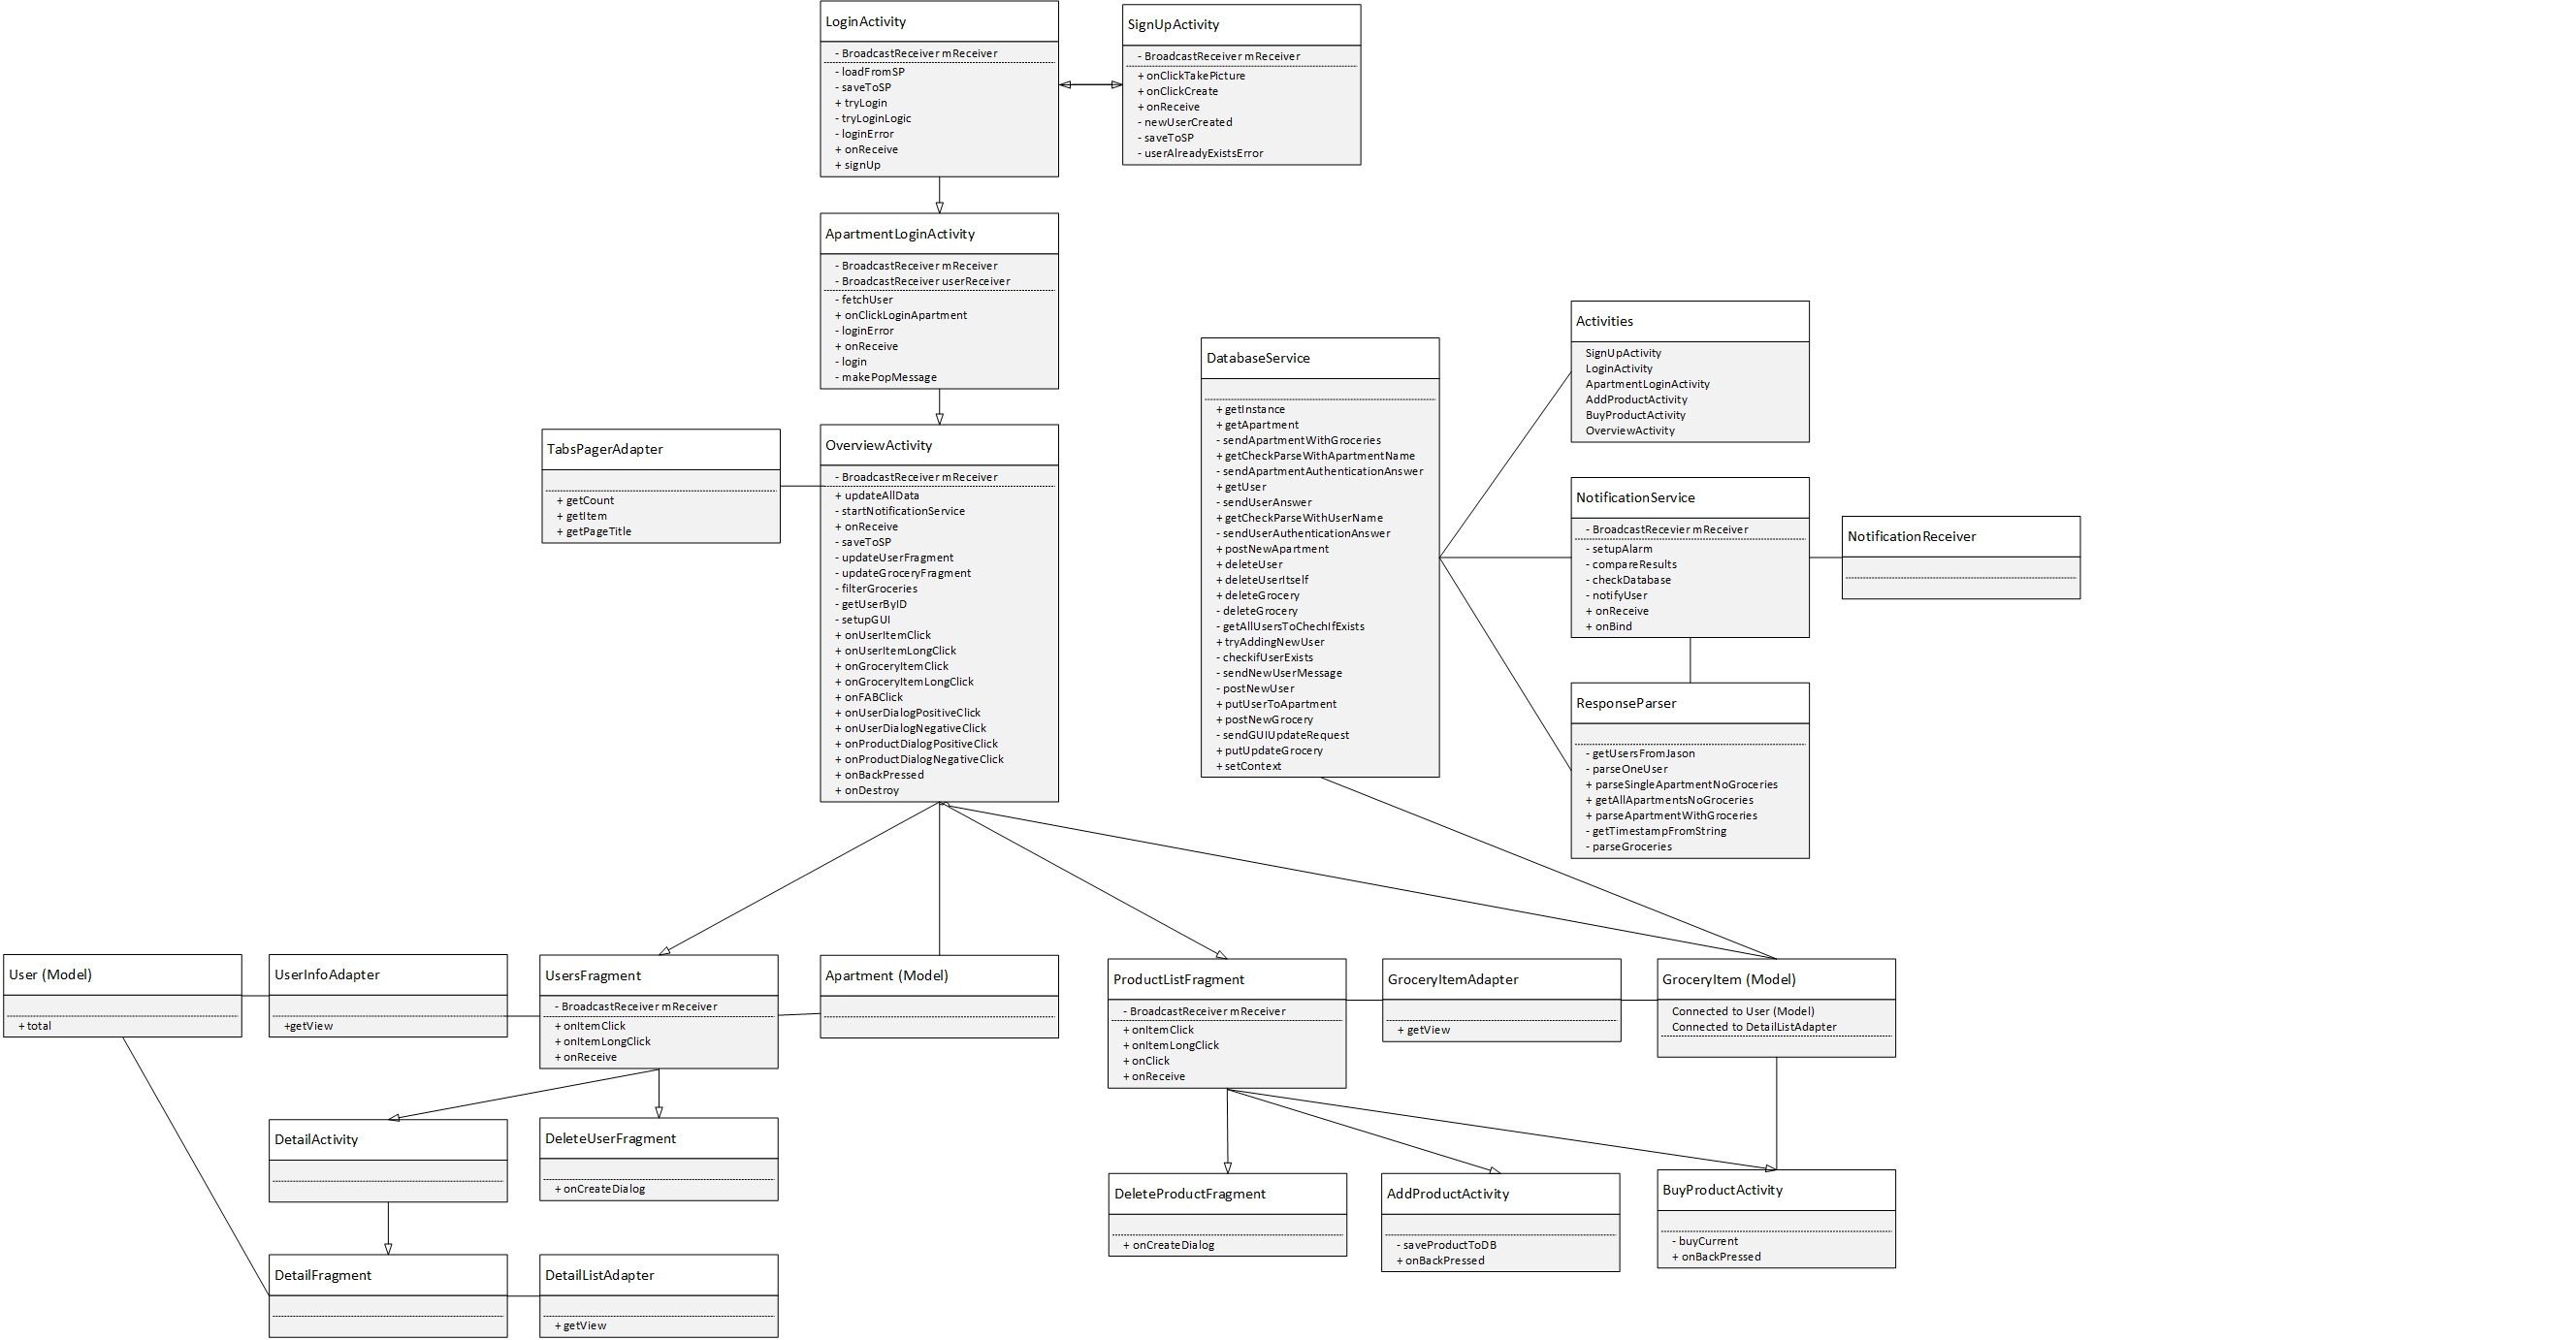 LoginActivity
- BroadcastReceiver mReceiver
- loadFromSP
- saveToSP
+ tryLogin
- tryLoginLogic
- loginError
+ onReceive
+ signUp
SignUpActivity
- BroadcastReceiver mReceiver
+ onClickTakePicture
+ onClickCreate
+ onReceive
- newUserCreated
- saveToSP
- userAlreadyExistsError
ApartmentLoginActivity
- BroadcastReceiver mReceiver
- BroadcastReceiver userReceiver
- fetchUser
+ onClickLoginApartment
- loginError
+ onReceive
- login
- makePopMessage
TabsPagerAdapter
+ getCount
+ getItem
+ getPageTitle
OverviewActivity
- BroadcastReceiver mReceiver
+ updateAllData
- startNotificationService
+ onReceive
- saveToSP
- updateUserFragment
- updateGroceryFragment
- filterGroceries
- getUserByID
- setupGUI
+ onUserItemClick
+ onUserItemLongClick
+ onGroceryItemClick
+ onGroceryItemLongClick
+ onFABClick
+ onUserDialogPositiveClick
+ onUserDialogNegativeClick
+ onProductDialogPositiveClick
+ onProductDialogNegativeClick
+ onBackPressed
+ onDestroy
DatabaseService
+ getInstance
+ getApartment
- sendApartmentWithGroceries
+ getCheckParseWithApartmentName
- sendApartmentAuthenticationAnswer
+ getUser
- sendUserAnswer
+ getCheckParseWithUserName
- sendUserAuthenticationAnswer
+ postNewApartment
+ deleteUser
+ deleteUserItself
+ deleteGrocery
- deleteGrocery
- getAllUsersToChechIfExists
+ tryAddingNewUser
- checkifUserExists
- sendNewUserMessage
- postNewUser
+ putUserToApartment
+ postNewGrocery
- sendGUIUpdateRequest
+ putUpdateGrocery
+ setContext
Activities
SignUpActivity
LoginActivity
ApartmentLoginActivity
AddProductActivity
BuyProductActivity
OverviewActivity
NotificationService
- BroadcastRecevier mReceiver
- setupAlarm
- compareResults
- checkDatabase
- notifyUser
+ onReceive
+ onBind
NotificationReceiver
ResponseParser
- getUsersFromJason
- parseOneUser
+ parseSingleApartmentNoGroceries
+ getAllApartmentsNoGroceries
+ parseApartmentWithGroceries
- getTimestampFromString
- parseGroceries
User (Model)
+ total
UserInfoAdapter
+getView
UsersFragment
- BroadcastReceiver mReceiver
+ onItemClick
+ onItemLongClick
+ onReceive
Apartment (Model)
ProductListFragment
- BroadcastReceiver mReceiver
+ onItemClick
+ onItemLongClick
+ onClick
+ onReceive
GroceryItemAdapter
+ getView
GroceryItem (Model)
Connected to User (Model)
Connected to DetailListAdapter
DetailActivity
DeleteUserFragment
+ onCreateDialog
DeleteProductFragment
+ onCreateDialog
AddProductActivity
- saveProductToDB
+ onBackPressed
BuyProductActivity
- buyCurrent
+ onBackPressed
DetailFragment
DetailListAdapter
+ getView